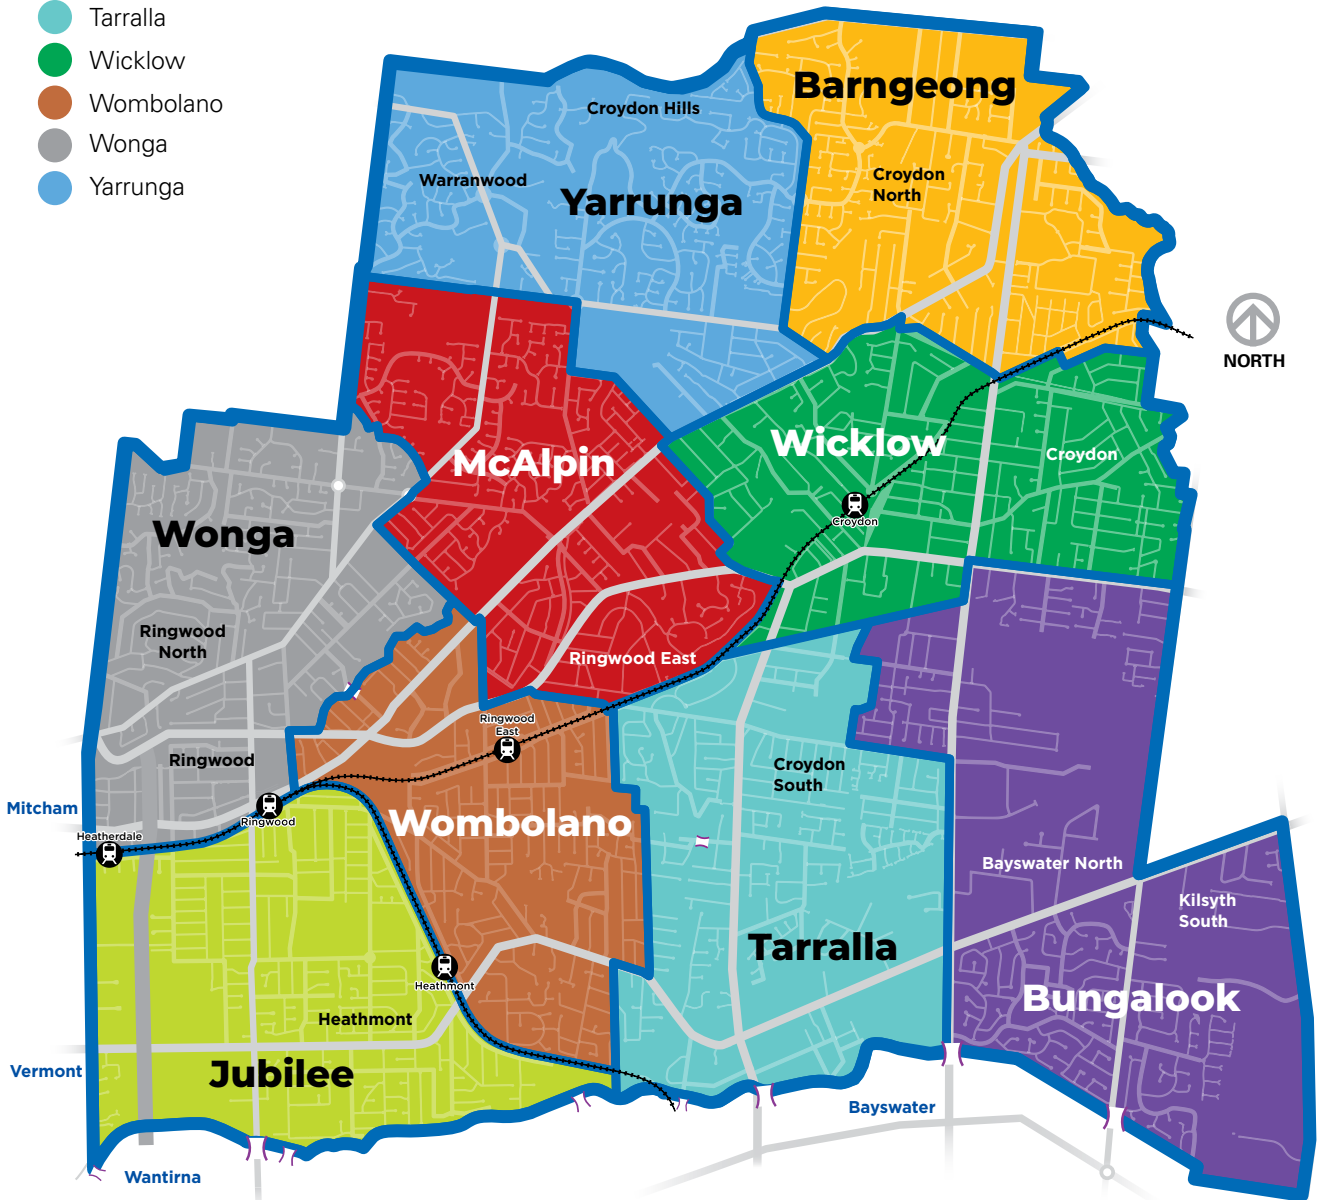 Tarralla
Wicklow
Wombolano
Wonga
Yarrunga
Barngeong
Croydon Hills
Croydon
North
Warranwood
Yarrunga
NORTH
Wicklow
Croydon
McAlpin
Croydon
Wonga
Ringwood
North
Ringwood East
Ringwood
East
Ringwood
Croydon
South
Mitcham
Ringwood
Wombolano
Heatherdale
Bayswater North
Kilsyth
South
Tarralla
Heathmont
Bungalook
Heathmont
Vermont
Jubilee
Bayswater
Wantirna